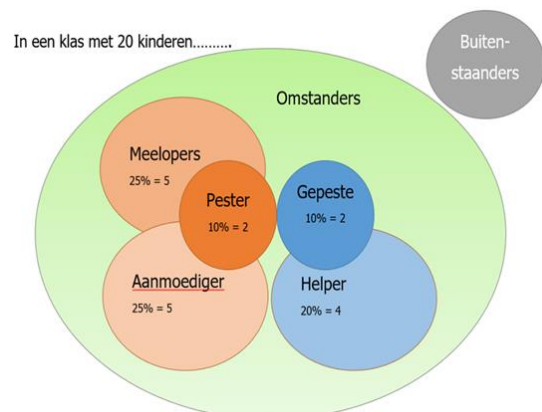 In een klas met 20 kinderen……….
Buiten-
staanders
Omstanders
Meelopers
25% = 5
Pester
10% = 2
Gepeste
10% = 2
Aanmoediger
25% = 5
Helper
20% = 4